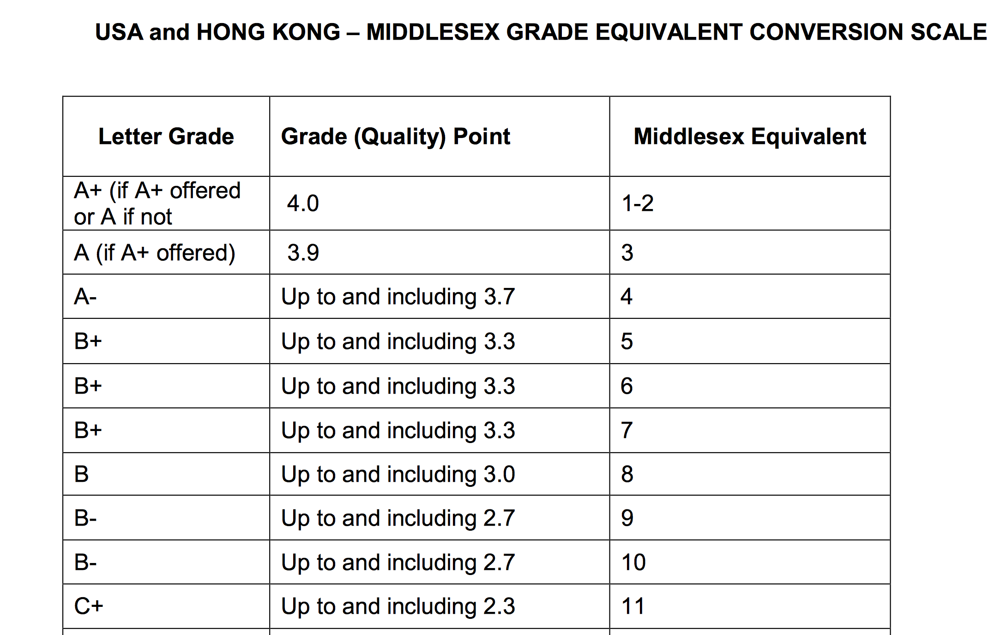 USA and HONG KONG – MIDDLESEX GRADE EQUIVALENT CONVERSION SCALE
Letter Grade Grade (Quality) Point Middlesex Equivalent
A+ (if A+ offered
or A if not 4.0 1-2
A (if A+ offered) 3.9 3
A- Up to and including 3.7 4
B+ Up to and including 3.3 5
B+ Up to and including 3.3 6
B+ Up to and including 3.3 7
B Up to and including 3.0 8
B- Up to and including 2.7 9
B- Up to and including 2.7 10
C+ Up to and including 2.3 11